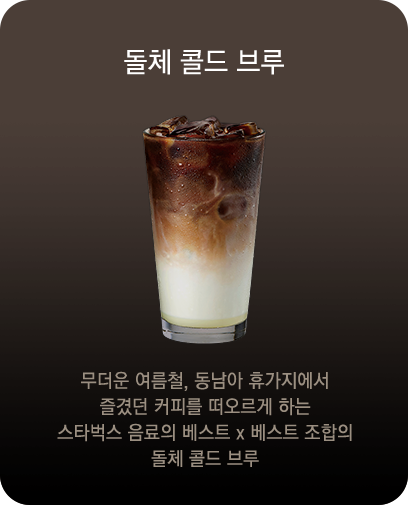 돌체 콜드 브루
무더운 여름철, 동남아 휴가지에서
즐겼던 커피를 떠오르게 하는
스타벅스 음료의 베스트 x 베스트 조합의
돌체 콜드 브루